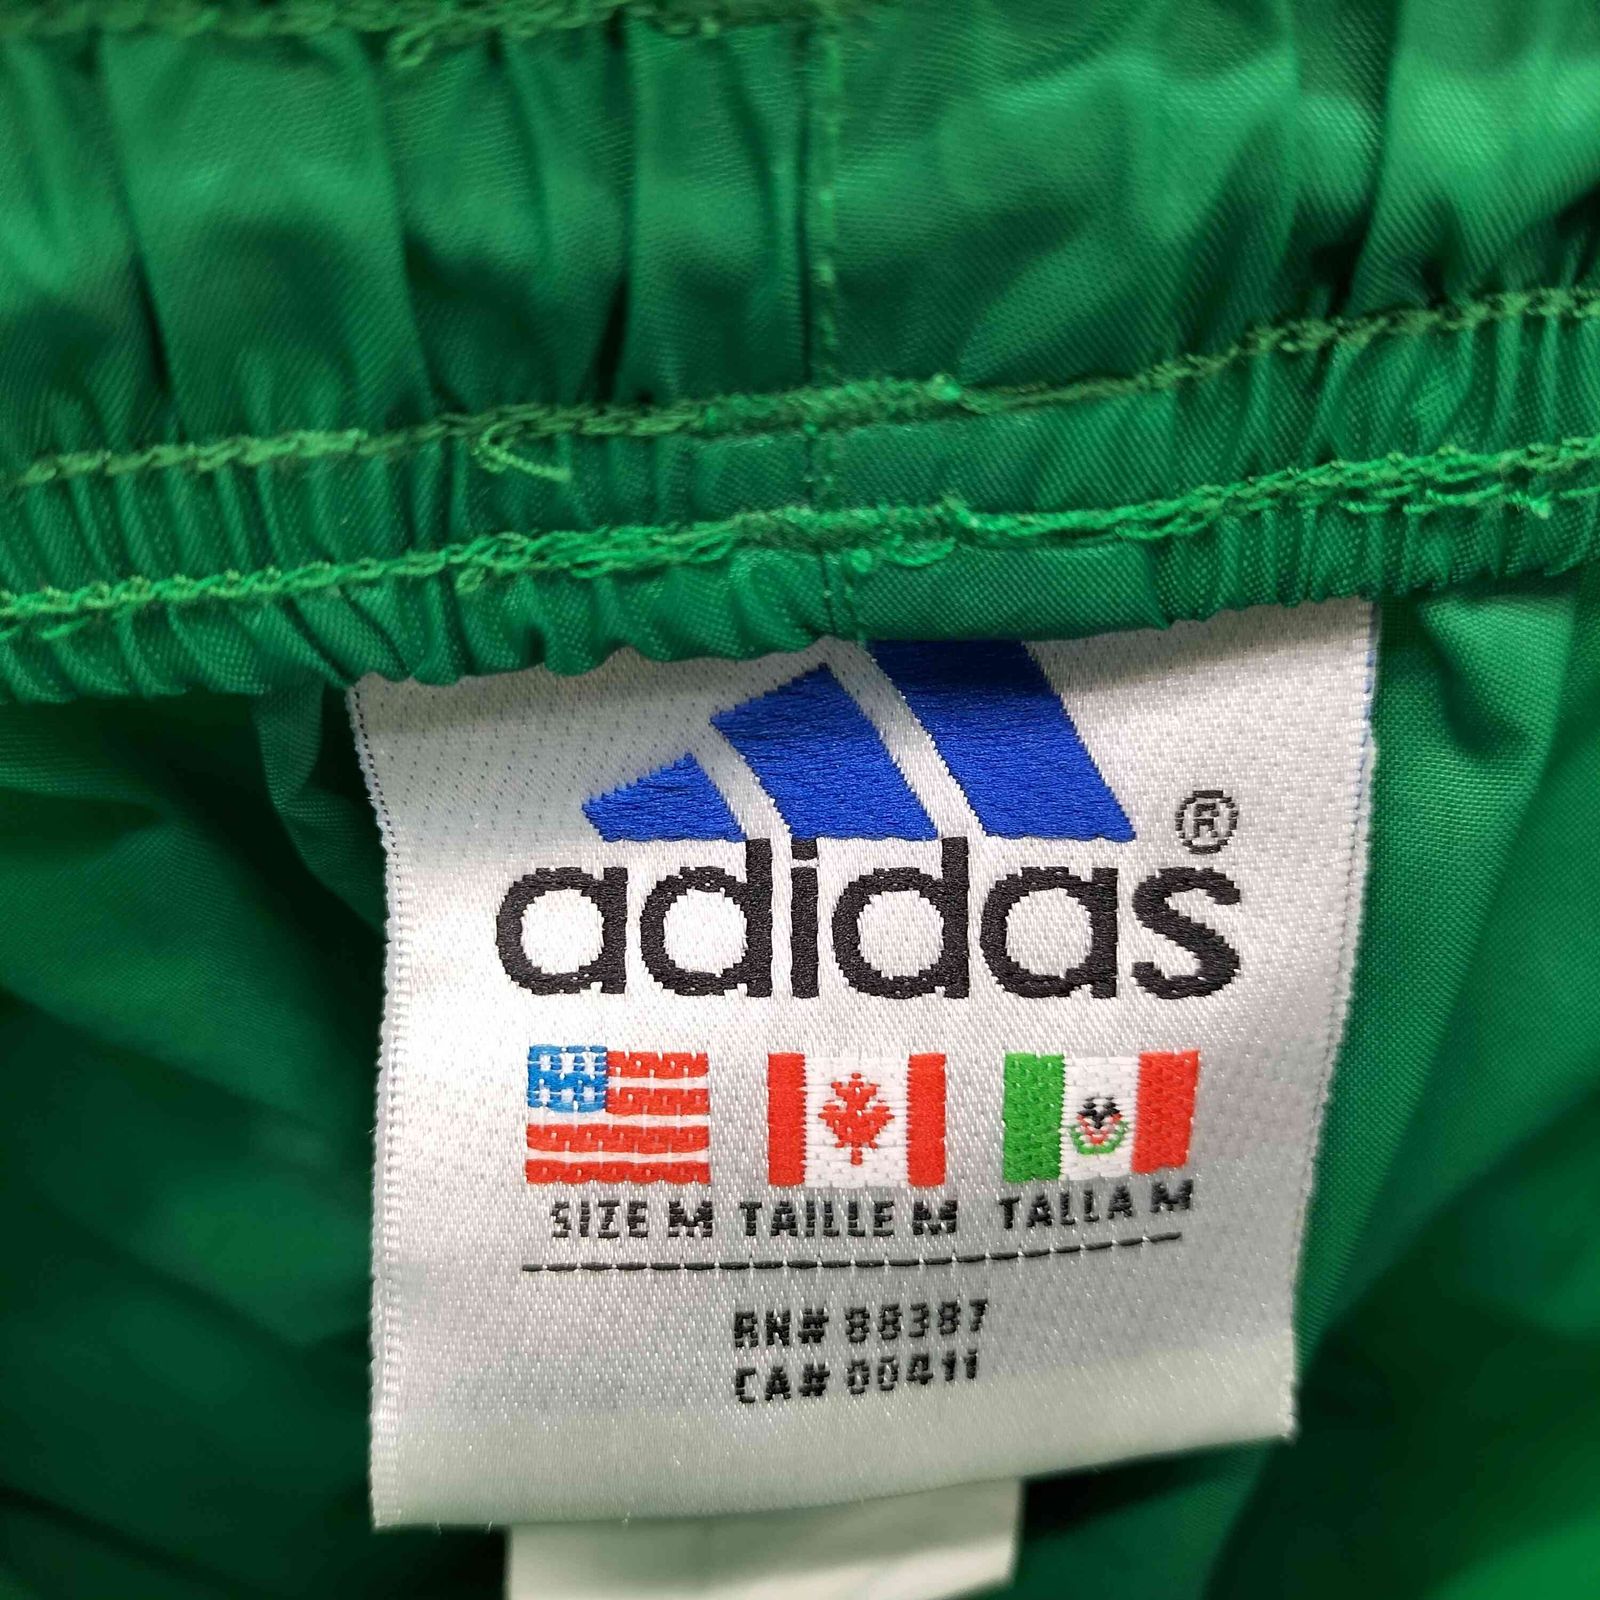 adidas®
SIZE M TAILLE M TALLA M
RN# 88387
CA# 00411